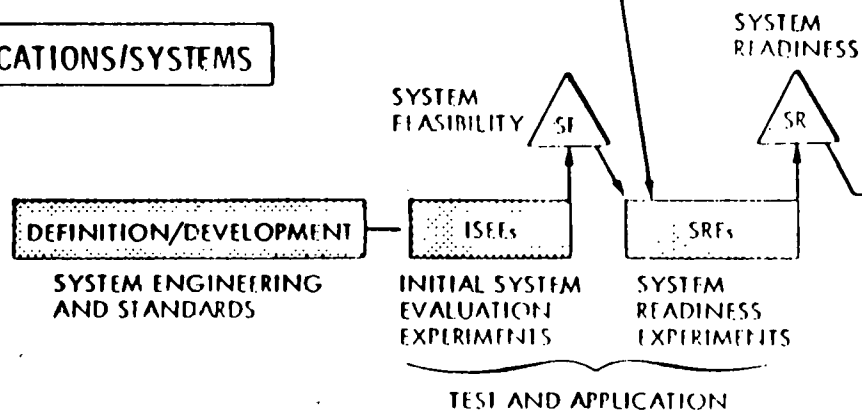 CATIONS/SYSTEMS
SYSTEM
READINESS
SYSTEM
FEASIBILITY
SF
SR
DEFINITION/DEVELOPMENT
ISEEs
SREs
SYSTEM ENGINEERING
AND STANDARDS
INITIAL SYSTEM
EVALUATION
EXPERIMENTS
SYSTEM
READINESS
EXPERIMENTS
TEST AND APPLICATION